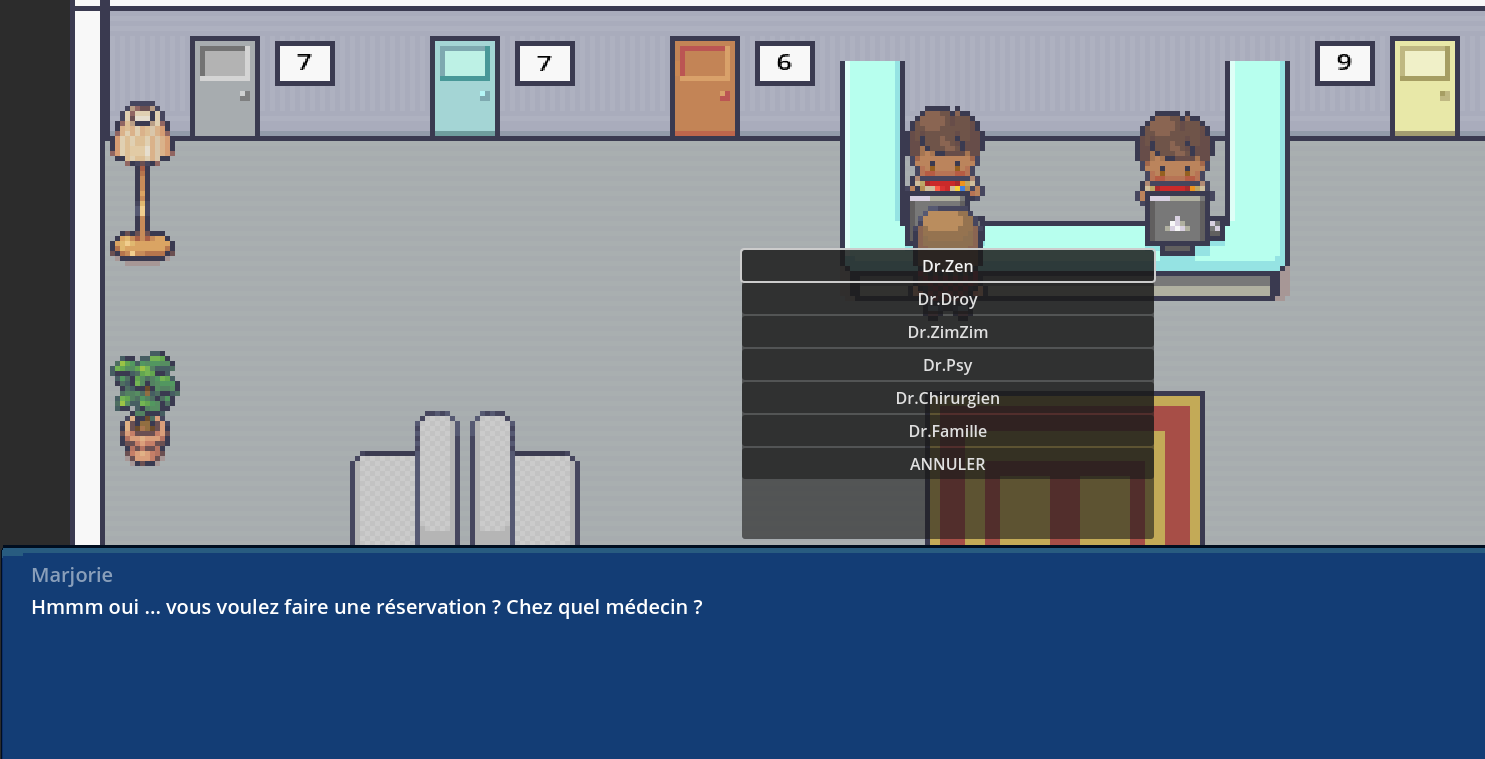 7
7
6
9
Dr.Zen
Dr.Droy
Dr.ZimZim
Dr.Psy
Dr.Chirurgien
Dr.Famille
ANNULER
Marjorie
Hmmm oui ... vous voulez faire une réservation ? Chez quel médecin ?